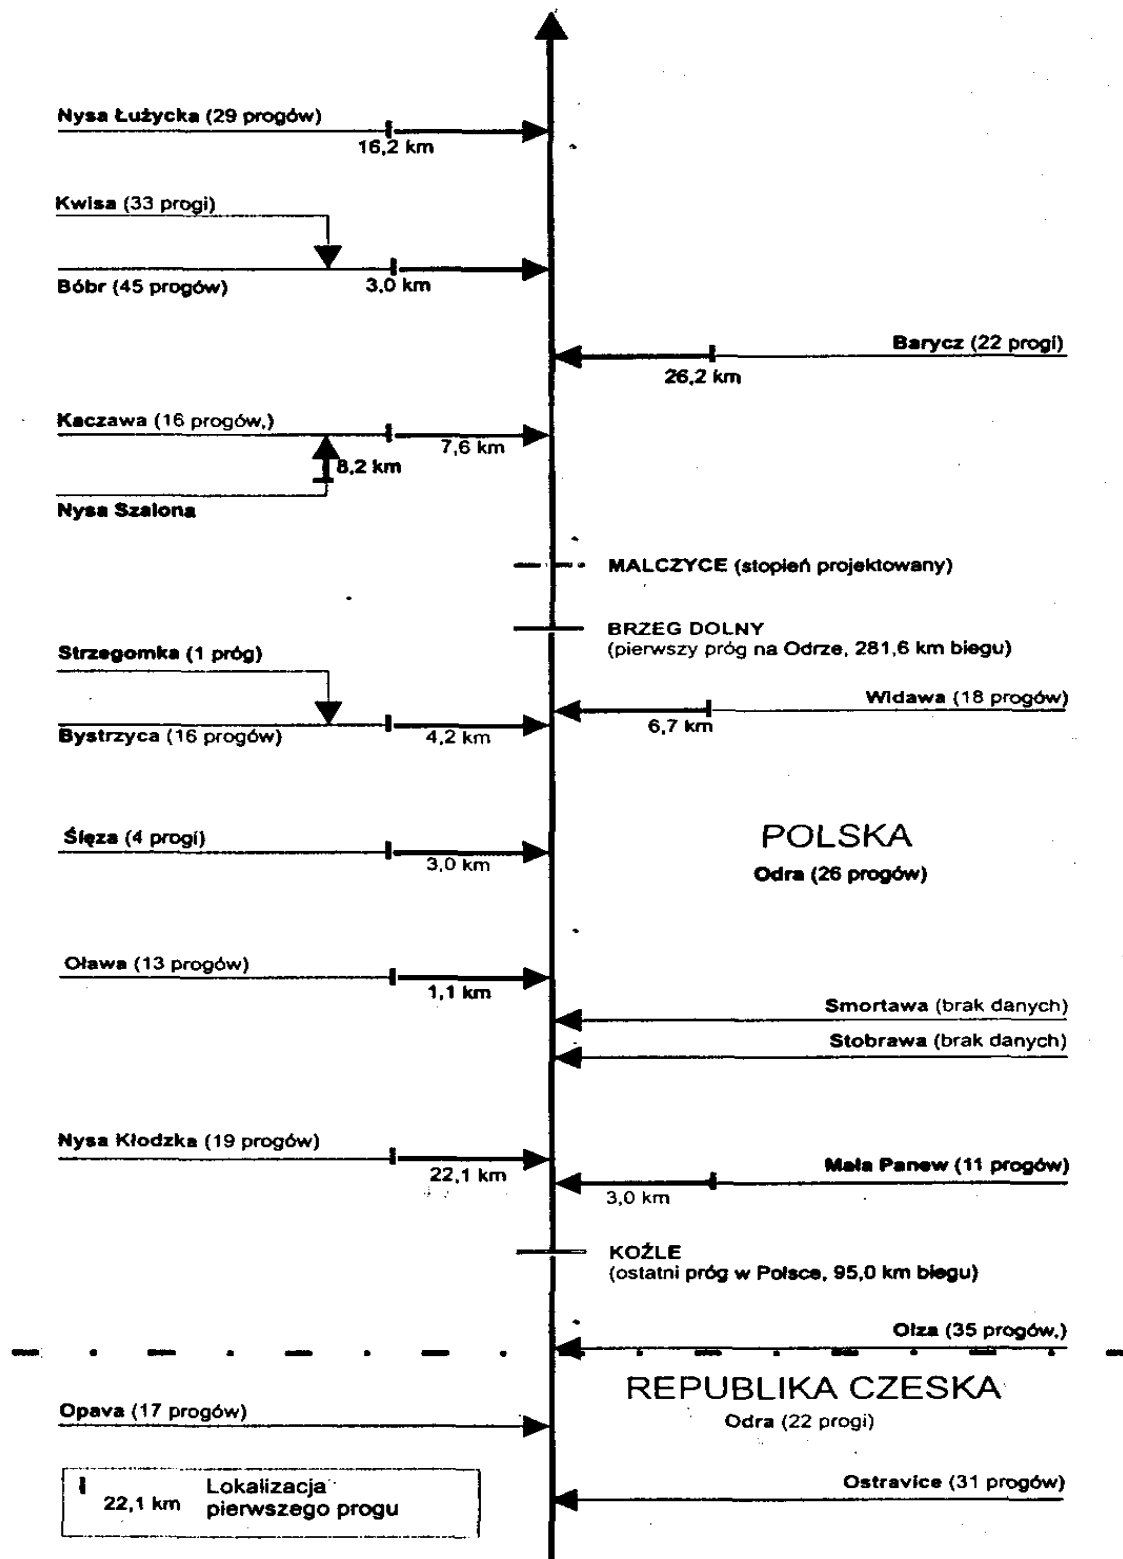 Nysa Łużycka (29 progów)
16,2 km
Kwisa (33 progi)
Bóbr (45 progów)
3,0 km
Barycz (22 progi)
26,2 km
Kaczawa (16 progów,)
7,6 km
8,2 km
Nysa Szalona
MALCZYCE (stopień projektowany)
BRZEG DOLNY
(pierwszy próg na Odrze, 281,6 km biegu)
Strzegomka (1 próg)
Widawa (18 progów)
6,7 km
Bystrzyca (16 progów)
4,2 km
Ślęza (4 progi)
3,0 km
POLSKA
Odra (26 progów)
Oława (13 progów)
1,1 km
Smortawa (brak danych)
Stobrawa (brak danych)
Nysa Kłodzka (19 progów)
22,1 km
Mała Panew (11 progów)
3,0 km
KOŹLE
(ostatni próg w Polsce, 95,0 km biegu)
Olza (35 progów,)
REPUBLIKA CZESKA
Odra (22 progi)
Opava (17 progów)
Ostravice (31 progów)
22,1 km
Lokalizacja
pierwszego progu